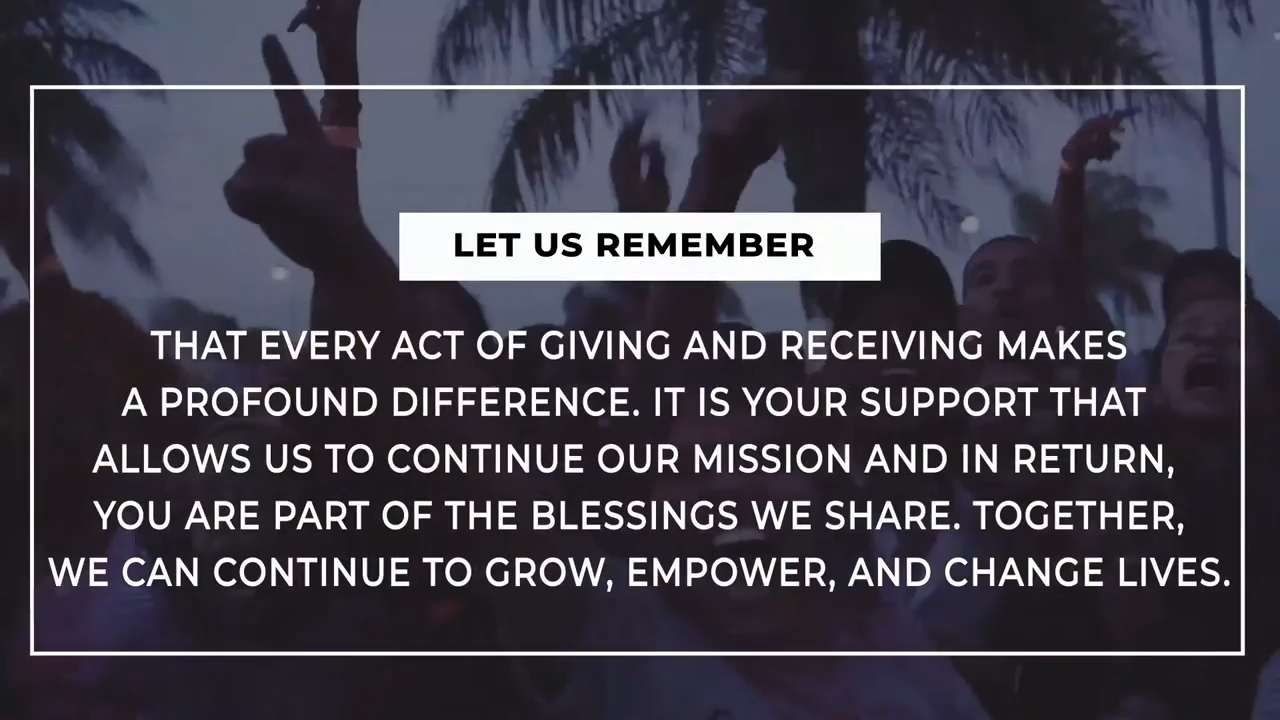 LET US REMEMBER
THAT EVERY ACT OF GIVING AND RECEIVING MAKES
A PROFOUND DIFFERENCE. IT IS YOUR SUPPORT THAT
ALLOWS US TO CONTINUE OUR MISSION AND IN RETURN,
YOU ARE PART OF THE BLESSINGS WE SHARE. TOGETHER,
WE CAN CONTINUE TO GROW, EMPOWER, AND CHANGE LIVES.